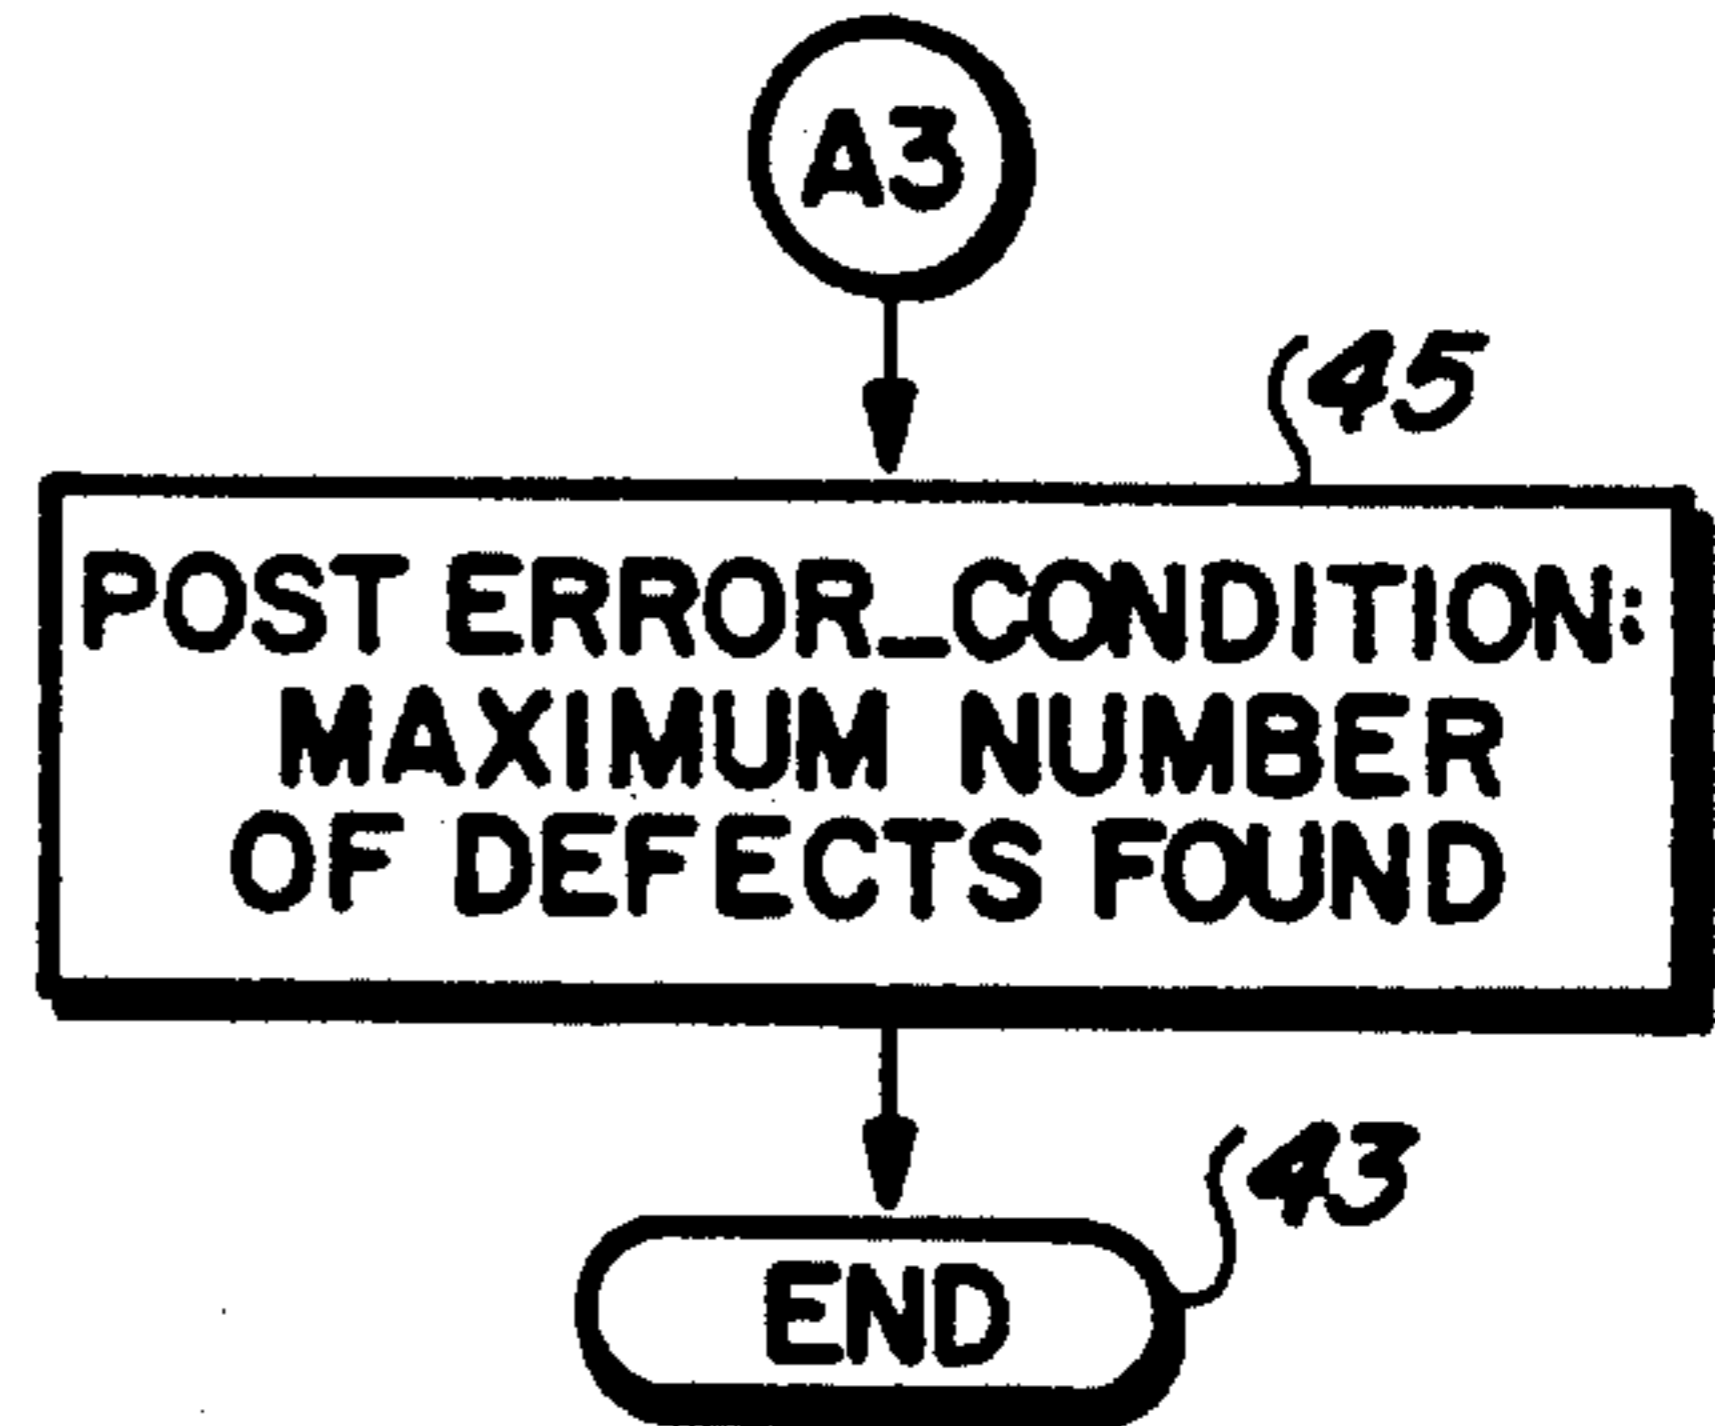 A3
45
POST ERROR_CONDITION:
MAXIMUM NUMBER
OF DEFECTS FOUND
43
END